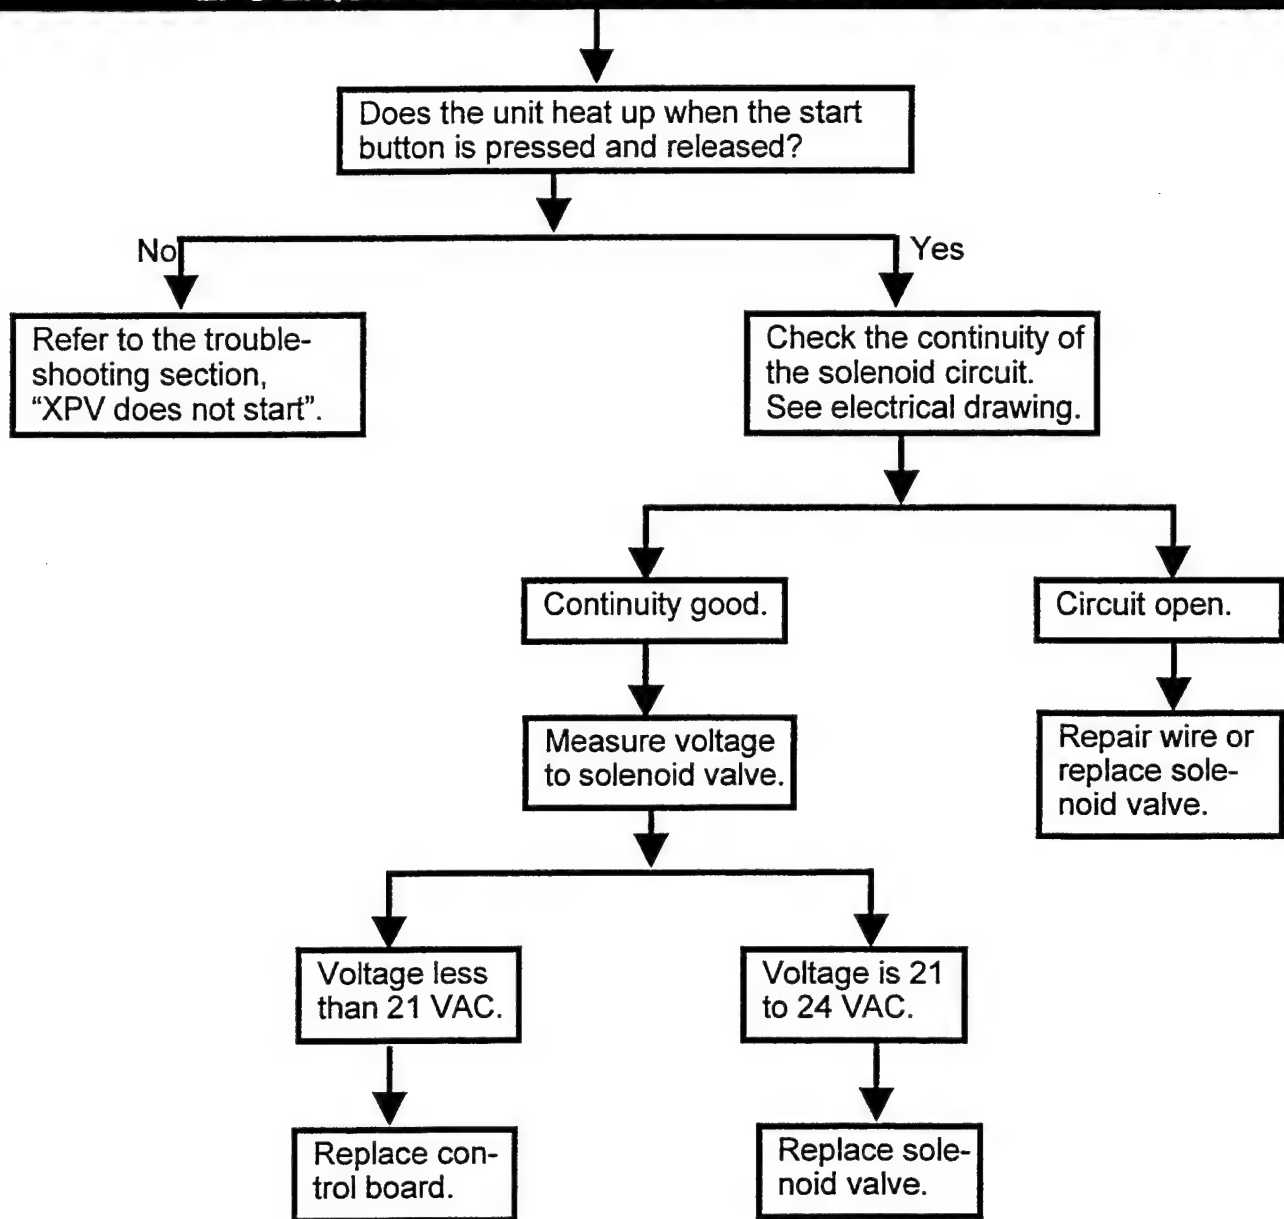 Does the unit heat up when the start
button is pressed and released?
No
Yes
Refer to the trouble-
shooting section,
“XPV does not start”.
Check the continuity of
the solenoid circuit.
See electrical drawing.
Continuity good.
Circuit open.
Measure voltage
to solenoid valve.
Repair wire or
replace sole-
noid valve.
Voltage less
than 21 VAC.
Voltage is 21
to 24 VAC.
Replace con-
trol board.
Replace sole-
noid valve.